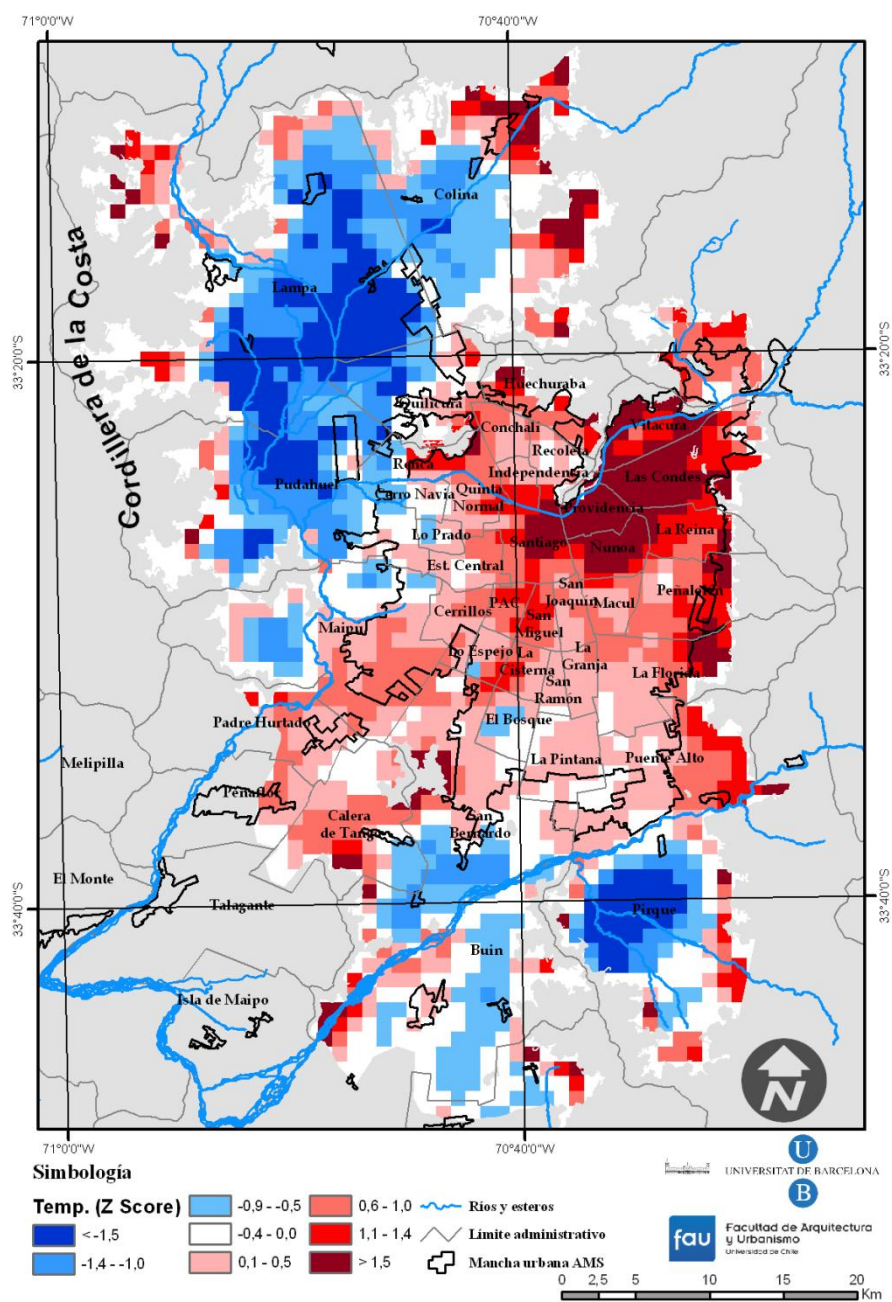 71°0'0"W
70°40'0"W
Colina
Cordillera de la Costa
Lampa
33°20'0"S
33°20'0"S
Huechuraba
Quilicura
Vitacura
Conchalí
Recoleta
Renca
Independencia
Las Condes
Pudahuel
Cerro Navia
Quinta
Normal
Providencia
La Reina
Lo Prado
Santiago
Nunoa
Est. Central
San
Joaquín
Peñalolén
Cerrillos
PAC
Macul
San
Miguel
Maipú
Lo Espejo
La
Cisterna
La
Granja
La Florida
San
Ramón
Padre Hurtado
El Bosque
Melipilla
La Pintana
Puente Alto
Peñaflor
Calera
de Tango
San
Bernardo
El Monte
33°40'0"S
33°40'0"S
Talagante
Pirque
Buin
Isla de Maipo
N
71°0'0"W
70°40'0"W
Simbología
Temp. (Z Score)
< -1,5
-1,4 - -1,0
-0,9 - -0,5
-0,4 - 0,0
0,1 - 0,5
0,6 - 1,0
1,1 - 1,4
> 1,5
Ríos y esteros
Límite administrativo
Mancha urbana AMS
U
UNIVERSITAT DE BARCELONA
B
fau
Facultad de Arquitectura
y Urbanismo
Universidad de Chile
0 2,5 5 10 15 20
Km